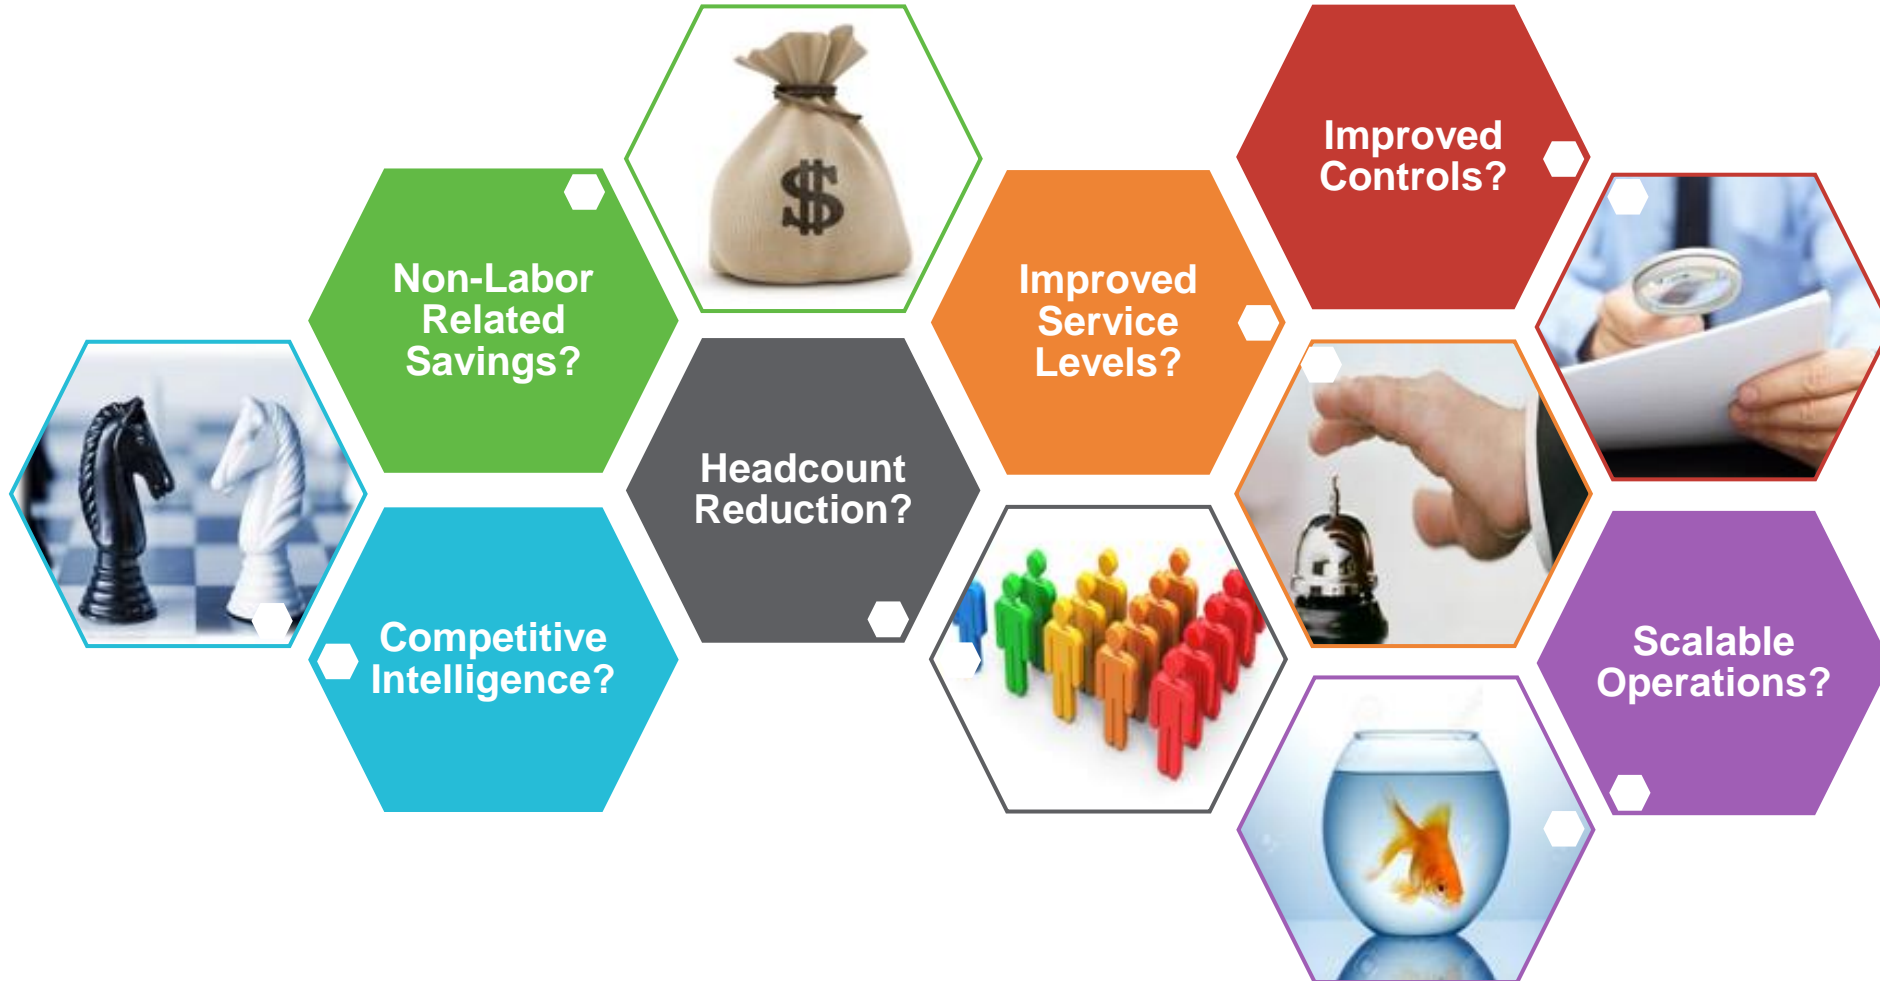 Non-Labor
Related
Savings?
Competitive
Intelligence?
$
Headcount
Reduction?
Improved
Service
Levels?
Improved
Controls?
Scalable
Operations?